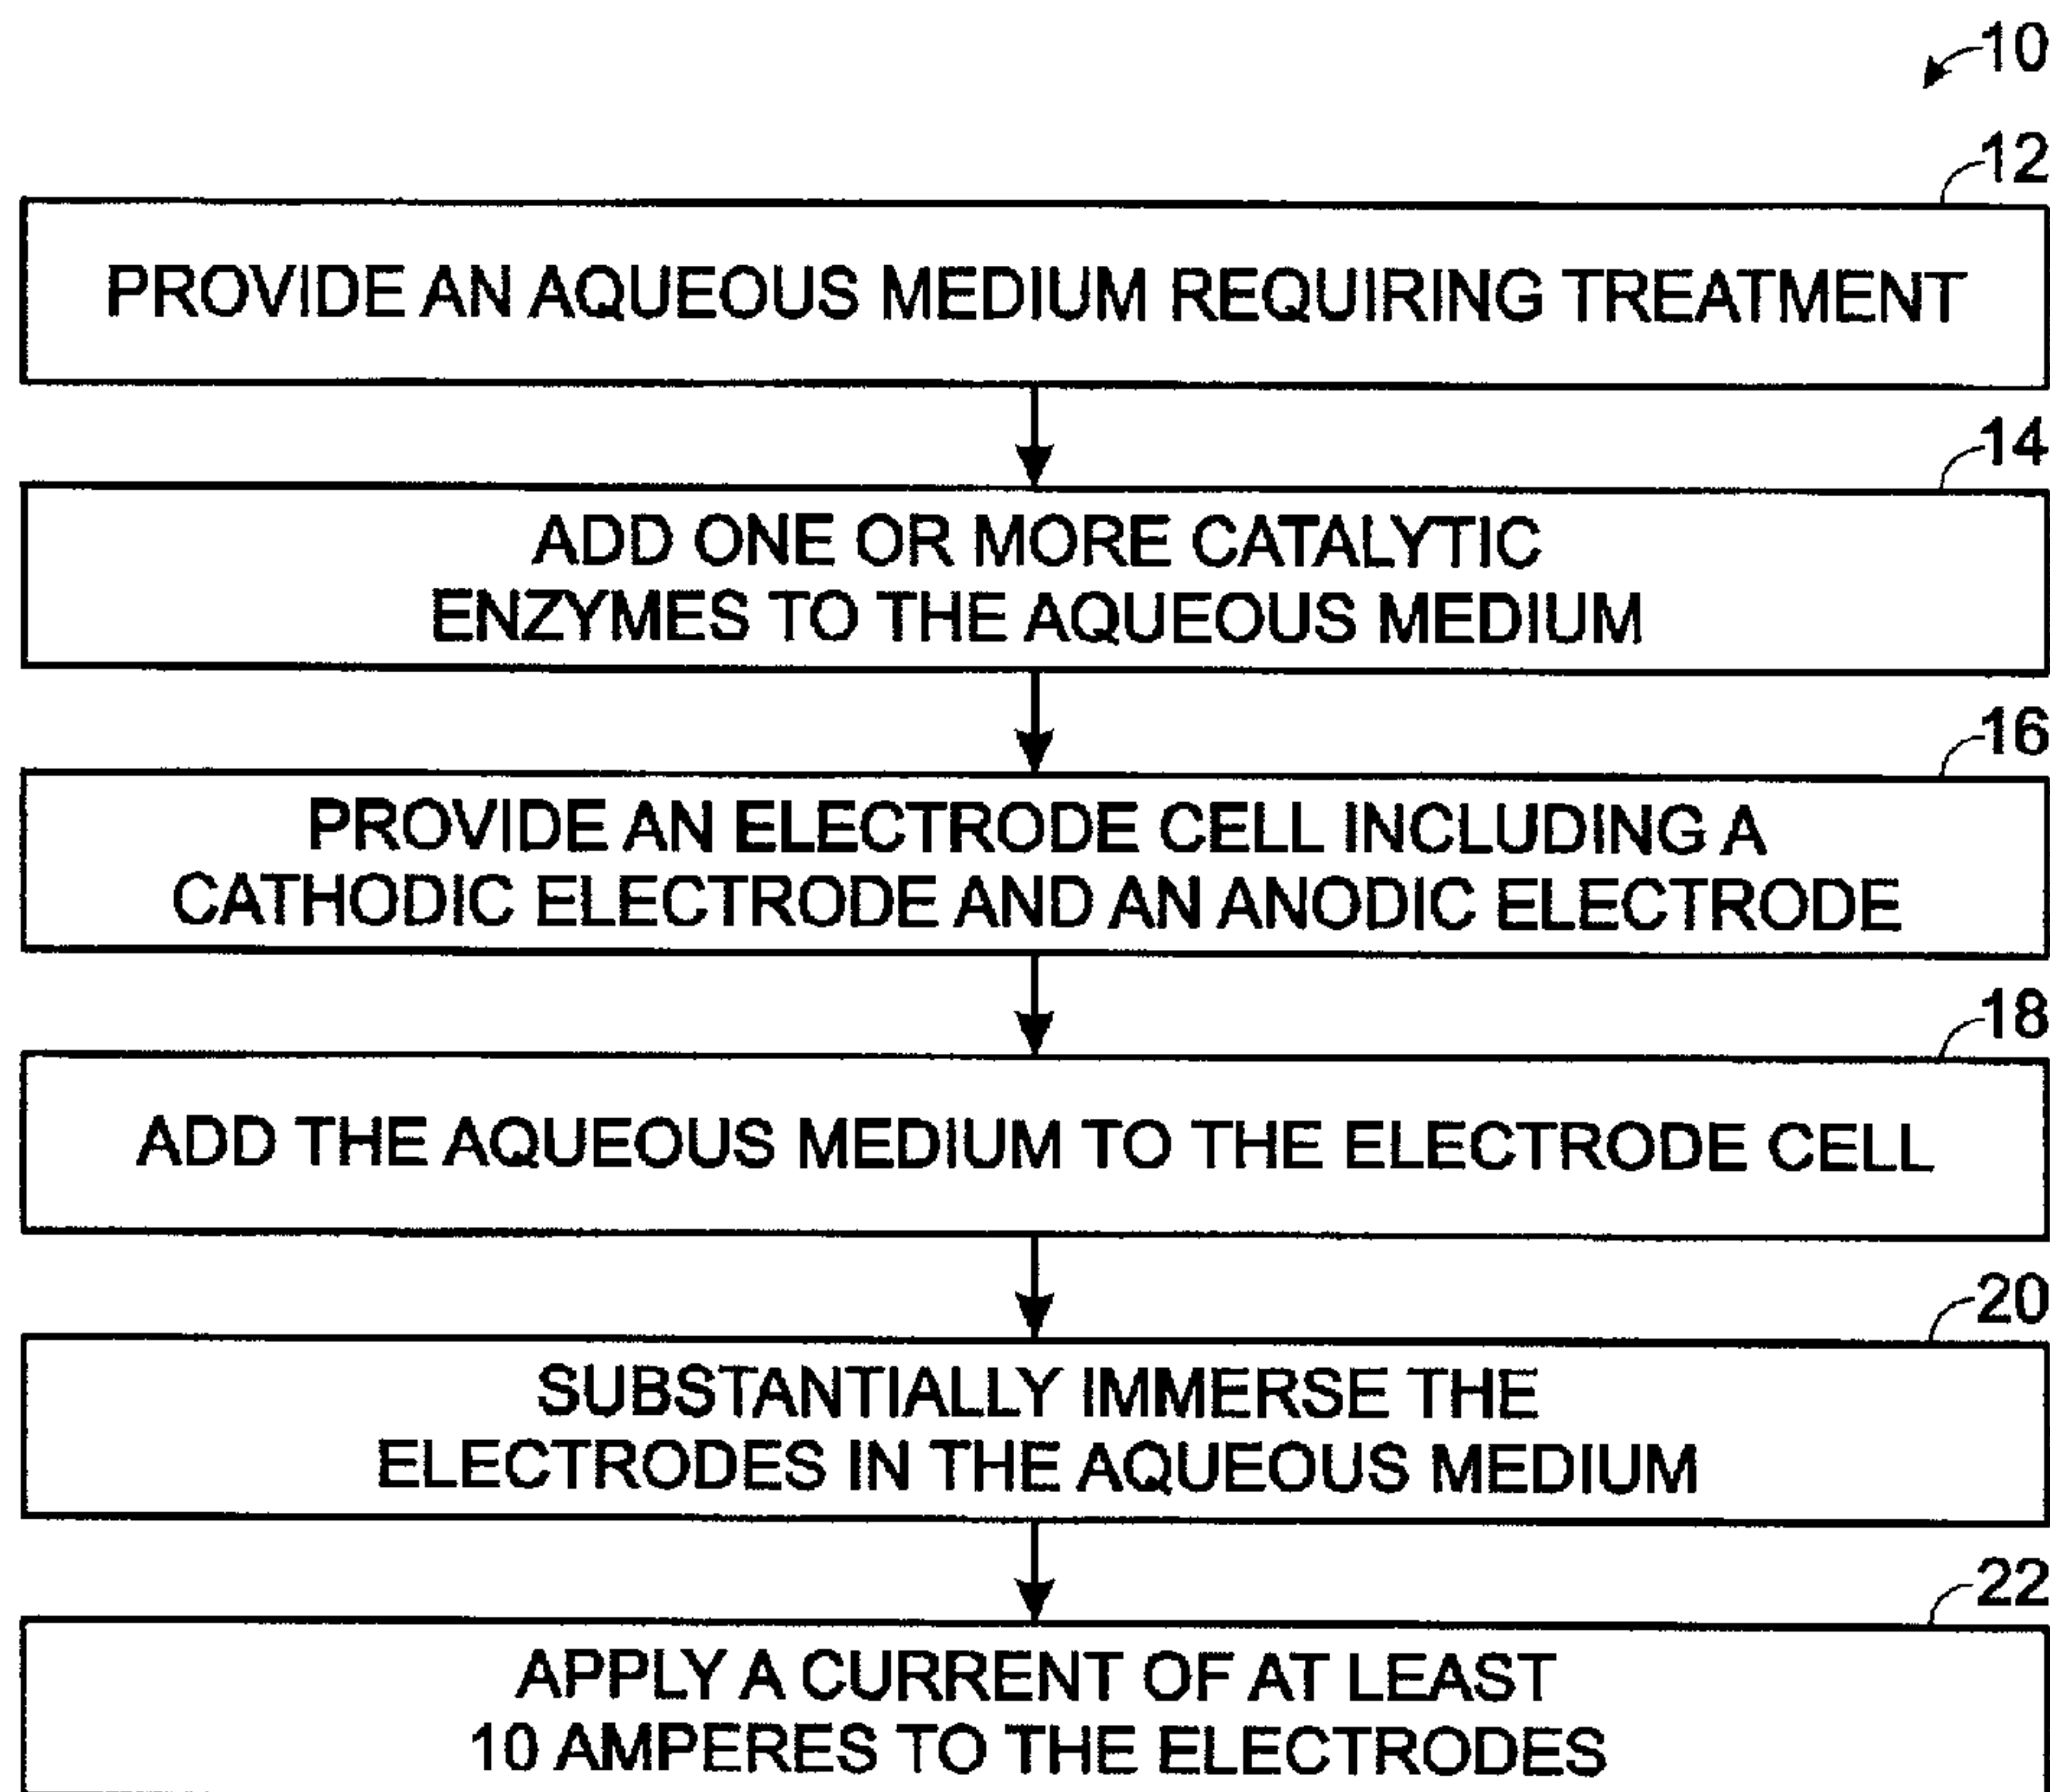 10
12
PROVIDE AN AQUEOUS MEDIUM REQUIRING TREATMENT
14
ADD ONE OR MORE CATALYTIC
ENZYMES TO THE AQUEOUS MEDIUM
16
PROVIDE AN ELECTRODE CELL INCLUDING A
CATHODIC ELECTRODE AND AN ANODIC ELECTRODE
18
ADD THE AQUEOUS MEDIUM TO THE ELECTRODE CELL
20
SUBSTANTIALLY IMMERSE THE
ELECTRODES IN THE AQUEOUS MEDIUM
22
APPLY A CURRENT OF AT LEAST
10 AMPERES TO THE ELECTRODES